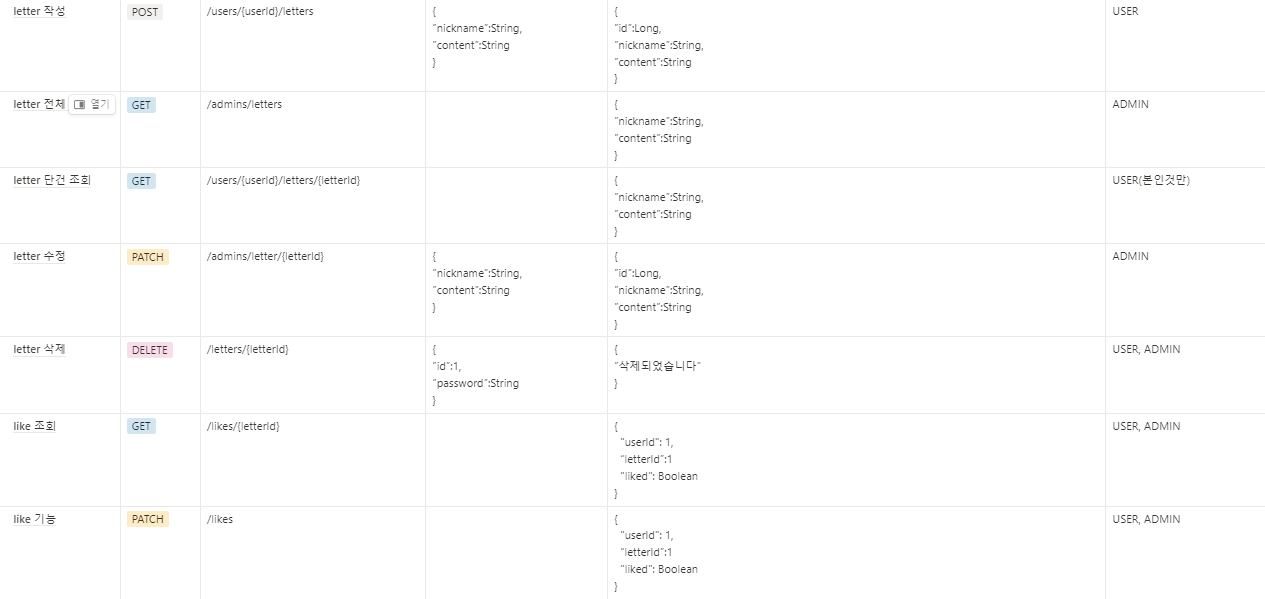 letter 작성 POST /users/{userId}/letters { { USER
"nickname":String, "id":Long,
"content":String "nickname":String,
} "content":String
}
letter 전체 열기 GET /admins/letters { ADMIN
"nickname":String,
"content":String
}
letter 단건 조회 GET /users/{userId}/letters/{letterId} { USER(본인것만)
"nickname":String,
"content":String
}
letter 수정 PATCH /admins/letter/{letterId} { { ADMIN
"nickname":String, "id":Long,
"content":String "nickname":String,
} "content":String
}
letter 삭제 DELETE /letters/{letterId} { { USER, ADMIN
"id":1, "삭제되었습니다"
"password":String }
}
like 조회 GET /likes/{letterId} { USER, ADMIN
"userId": 1,
"letterId":1
"liked": Boolean
}
like 기능 PATCH /likes { USER, ADMIN
"userId": 1,
"letterId":1
"liked": Boolean
}